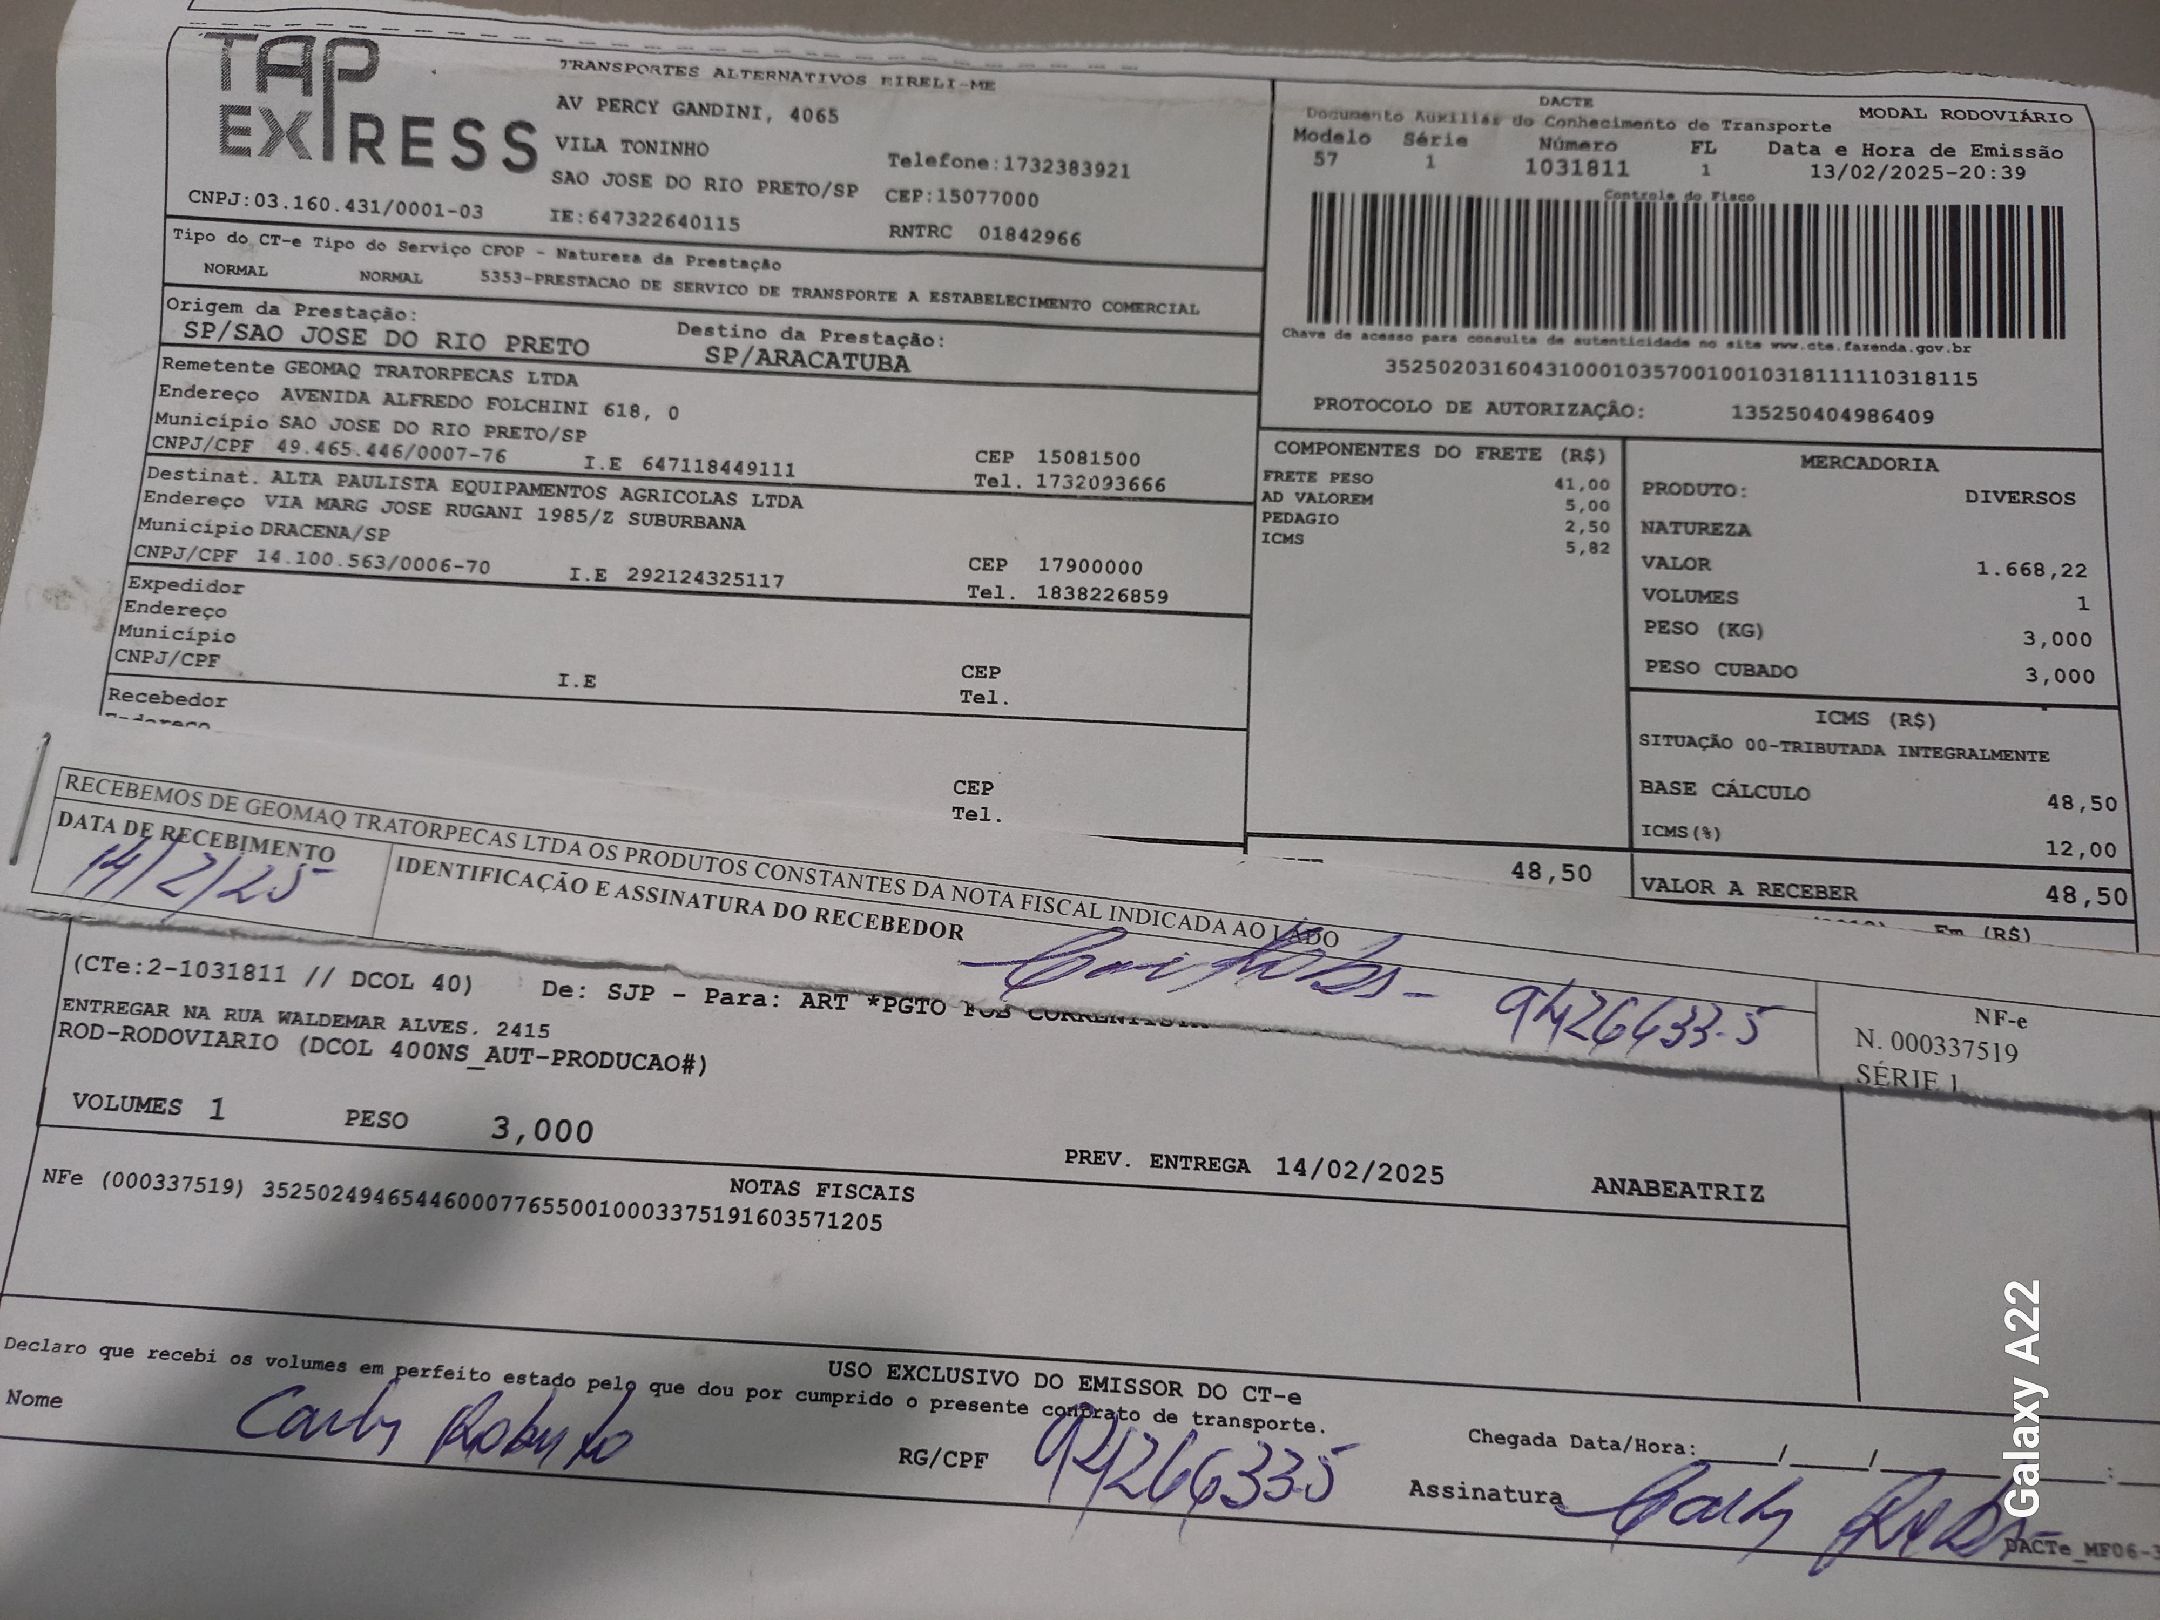 TAP EXPRESS
TRANSPORTES ALTERNATIVOS EIRELI-ME
AV PERCY GANDINI, 4065
VILA TONINHO
Telefone:1732383921
SAO JOSE DO RIO PRETO/SP CEP:15077000
CNPJ:03.160.431/0001-03 IE:647322640115 RNTRC 01842966
DACTE MODAL RODOVIÁRIO
Documento Auxiliar do Conhecimento de Transporte
Modelo Série Número FL Data e Hora de Emissão
57 1 1031811 1 13/02/2025-20:39
Controle do Fisco
Chave de acesso para consulta de autenticidade no site www.cte.fazenda.gov.br
35250203160431000103570010010318111110318115
PROTOCOLO DE AUTORIZAÇÃO: 135250404986409
Tipo do CT-e Tipo do Serviço CFOP - Natureza da Prestação
NORMAL NORMAL 5353-PRESTACAO DE SERVICO DE TRANSPORTE A ESTABELECIMENTO COMERCIAL
Origem da Prestação: Destino da Prestação:
SP/SAO JOSE DO RIO PRETO SP/ARACATUBA
Remetente GEOMAQ TRATORPECAS LTDA
Endereço AVENIDA ALFREDO FOLCHINI 618, 0
Município SAO JOSE DO RIO PRETO/SP CEP 15081500
CNPJ/CPF 49.465.446/0007-76 I.E 647118449111 Tel. 1732093666
Destinat. ALTA PAULISTA EQUIPAMENTOS AGRICOLAS LTDA
Endereço VIA MARG JOSE RUGANI 1985/Z SUBURBANA
Município DRACENA/SP CEP 17900000
CNPJ/CPF 14.100.563/0006-70 I.E 292124325117 Tel. 1838226859
Expedidor
Endereço
Município CEP
CNPJ/CPF I.E Tel.
Recebedor
Endereço
CEP
Tel.
COMPONENTES DO FRETE (R$)
FRETE PESO 41,00
AD VALOREM 5,00
PEDAGIO 2,50
ICMS 5,82
48,50
MERCADORIA
PRODUTO: DIVERSOS
NATUREZA
VALOR 1.668,22
VOLUMES 1
PESO (KG) 3,000
PESO CUBADO 3,000
ICMS (R$)
SITUAÇÃO 00-TRIBUTADA INTEGRALMENTE
BASE CÁLCULO 48,50
ICMS(%) 12,00
VALOR A RECEBER 48,50
Em (R$)
RECEBEMOS DE GEOMAQ TRATORPECAS LTDA OS PRODUTOS CONSTANTES DA NOTA FISCAL INDICADA AO LADO
DATA DE RECEBIMENTO IDENTIFICAÇÃO E ASSINATURA DO RECEBEDOR
14/2/25
9426633-5
NF-e
N. 000337519
SÉRIE 1
(CTe:2-1031811 // DCOL 40) De: SJP - Para: ART *PGTO FOB CORRENTISTA
ENTREGAR NA RUA WALDEMAR ALVES, 2415
ROD-RODOVIARIO (DCOL 400NS_AUT-PRODUCAO#)
VOLUMES 1 PESO 3,000
PREV. ENTREGA 14/02/2025 ANABEATRIZ
NOTAS FISCAIS
NFe (000337519) 35250249465446000776550010003375191603571205
USO EXCLUSIVO DO EMISSOR DO CT-e
Declaro que recebi os volumes em perfeito estado pelo que dou por cumprido o presente contrato de transporte.
Nome Carlos Roberto RG/CPF 94266335
Chegada Data/Hora:____/____/____ ____:
Assinatura Carlos
DACTe_MF06-3
Galaxy A22